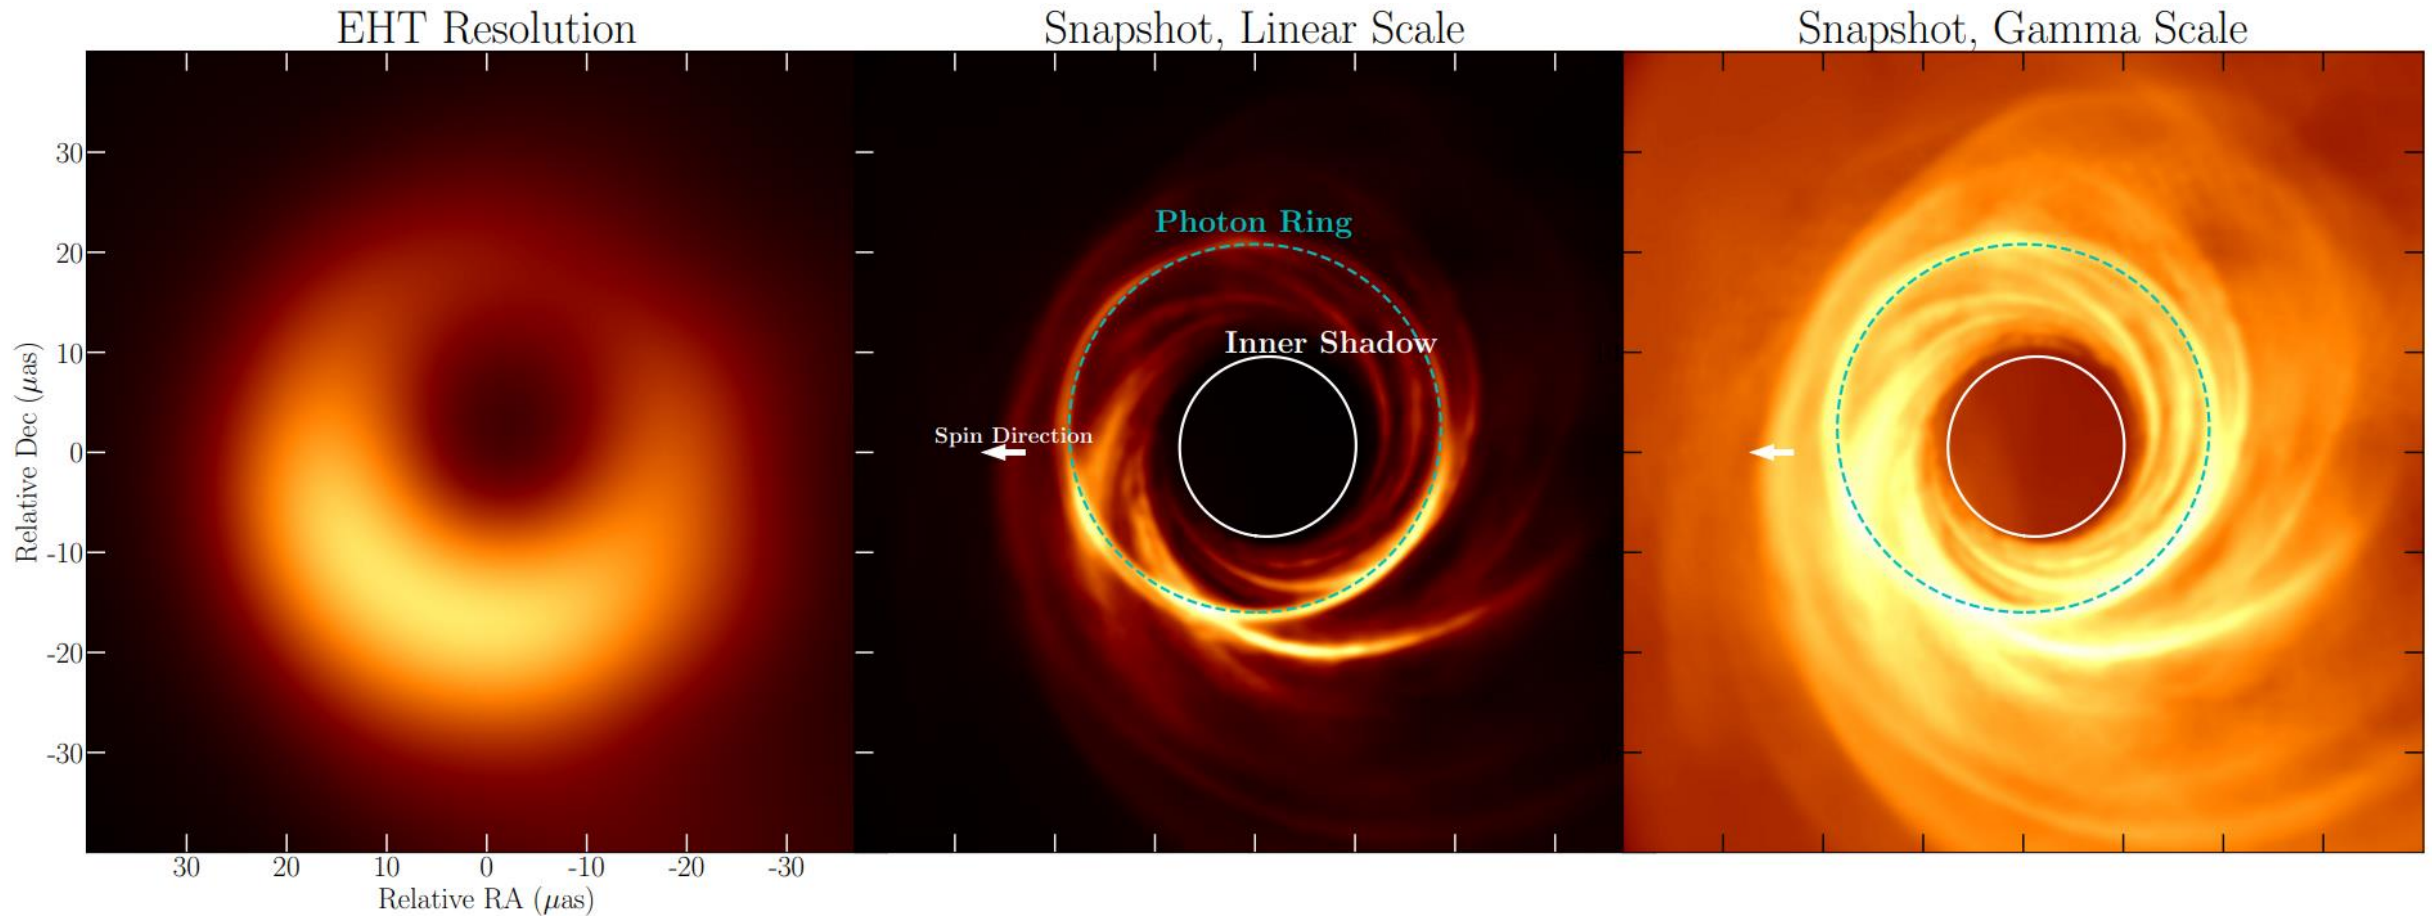 EHT Resolution
Snapshot, Linear Scale
Snapshot, Gamma Scale
Relative Dec (μas)
30
20
10
0
-10
-20
-30
Photon Ring
Inner Shadow
Spin Direction
30 20 10 0 -10 -20 -30
Relative RA (μas)